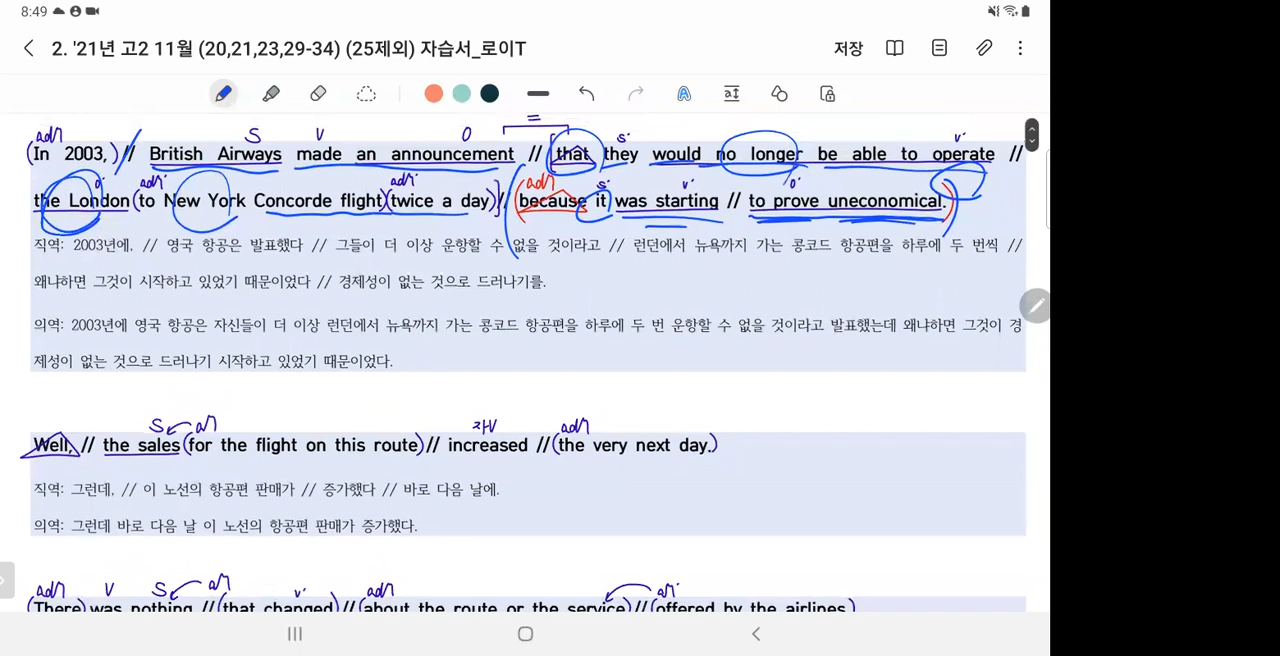 8:49
2. '21년 고2 11월 (20,21,23,29-34) (25제외) 자습서_로이T 저장
adv S V O = s' v'
(In 2003,) // British Airways made an announcement // that they would no longer be able to operate //
o' adv' adv' adv s' v' o'
the London (to New York Concorde flight) (twice a day)] // (because it was starting // to prove uneconomical.)
직역: 2003년에, // 영국 항공은 발표했다 // 그들이 더 이상 운항할 수 없을 것이라고 // 런던에서 뉴욕까지 가는 콩코드 항공편을 하루에 두 번씩 //
왜냐하면 그것이 시작하고 있었기 때문이었다 // 경제성이 없는 것으로 드러나기를.
의역: 2003년에 영국 항공은 자신들이 더 이상 런던에서 뉴욕까지 가는 콩코드 항공편을 하루에 두 번 운항할 수 없을 것이라고 발표했는데 왜냐하면 그것이 경
제성이 없는 것으로 드러나기 시작하고 있었기 때문이었다.
S adv
Well, // the sales (for the flight on this route) // increased // (the very next day.)
직역: 그런데, // 이 노선의 항공편 판매가 // 증가했다 // 바로 다음 날에.
의역: 그런데 바로 다음 날 이 노선의 항공편 판매가 증가했다.
adv V S v' adv
(There) was nothing // (that changed) // (about the route or the service) // (offered by the airlines.)